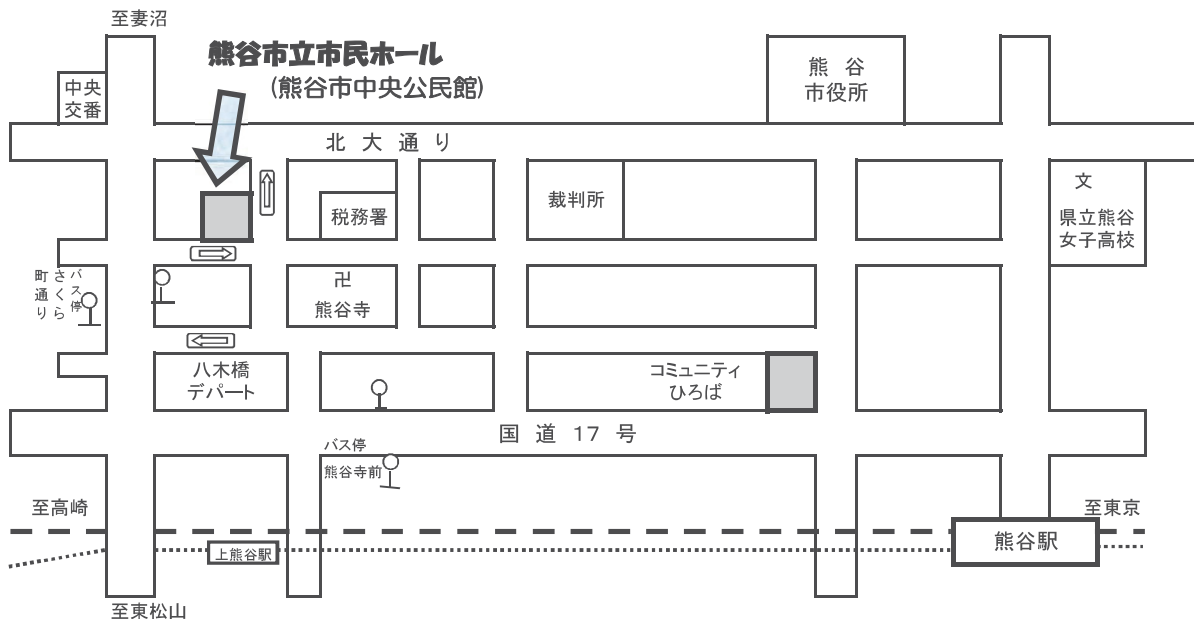 至妻沼
熊谷市立市民ホール
(熊谷市中央公民館)
中央
交番
熊谷
市役所
北大通り
税務署
裁判所
文
県立熊谷
女子高校
バス停
さくら
町通り
卍
熊谷寺
八木橋
デパート
コミュニティ
ひろば
国道17号
バス停
熊谷寺前
至高崎
至東京
上熊谷駅
熊谷駅
至東松山